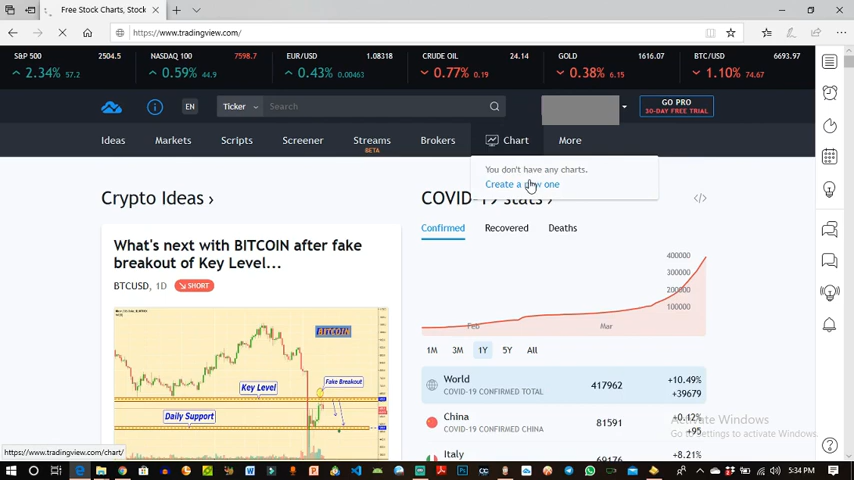 Free Stock Charts, Stock
https://www.tradingview.com/
S&P 500 2504.5
2.34% 57.2
NASDAQ 100 7598.7
0.59% 44.9
EUR/USD 1.08318
0.43% 0.00463
CRUDE OIL 24.14
0.77% 0.19
GOLD 1616.07
0.38% 6.15
BTC/USD 6693.97
1.10% 74.67
EN
Ticker
Search
GO PRO
30-DAY FREE TRIAL
Ideas
Markets
Scripts
Screener
Streams
BETA
Brokers
Chart
More
You don't have any charts.
Create a new one
Crypto Ideas ›
COVID-19 stats ›
What's next with BITCOIN after fake
breakout of Key Level...
BTCUSD, 1D SHORT
BITCOIN
Fake Breakout
Key Level
Daily Support
Confirmed Recovered Deaths
400000
300000
200000
100000
Feb Mar
1M 3M 1Y 5Y All
World
COVID-19 CONFIRMED TOTAL
417962
+10.49%
+39679
China
COVID-19 CONFIRMED CHINA
81591
+0.12%
+95
Italy
+8.21%
Activate Windows
Go to Settings to activate Windows.
https://www.tradingview.com/chart/
5:34 PM